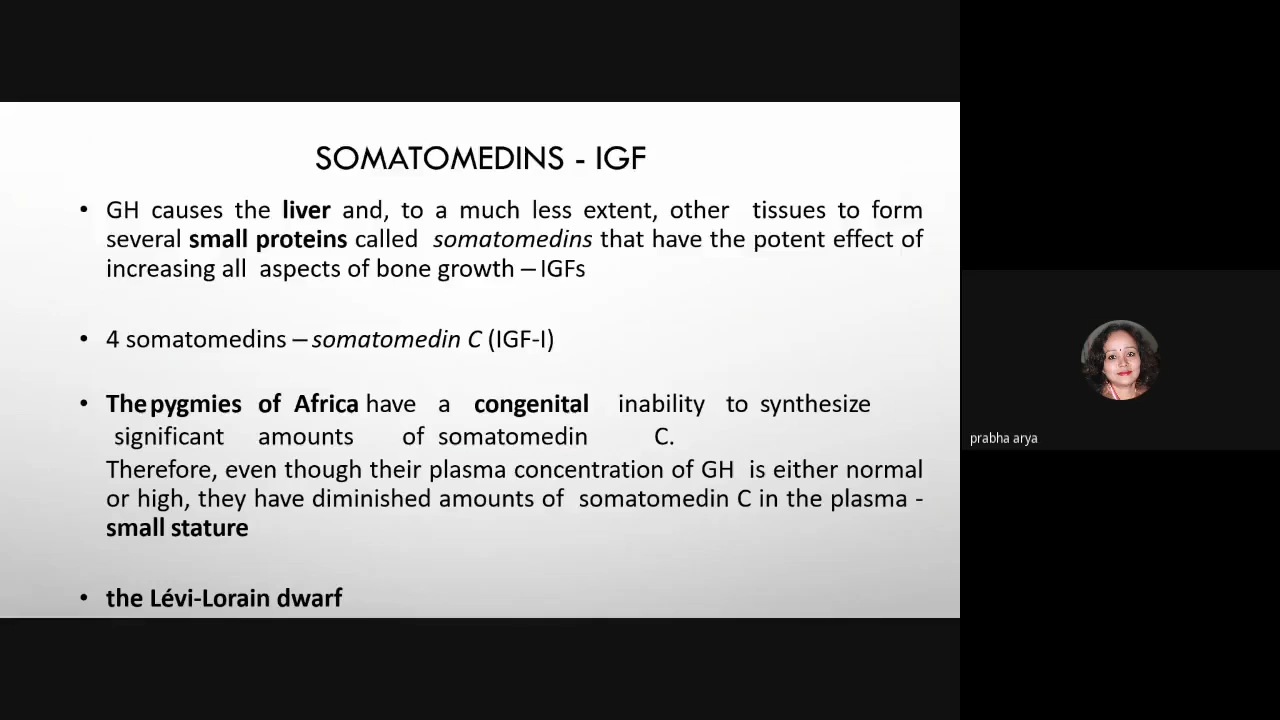 SOMATOMEDINS - IGF
• GH causes the liver and, to a much less extent, other tissues to form
several small proteins called somatomedins that have the potent effect of
increasing all aspects of bone growth – IGFs
• 4 somatomedins – somatomedin C (IGF-I)
• The pygmies of Africa have a congenital inability to synthesize
significant amounts of somatomedin C.
Therefore, even though their plasma concentration of GH is either normal
or high, they have diminished amounts of somatomedin C in the plasma -
small stature
• the Lévi-Lorain dwarf
prabha arya